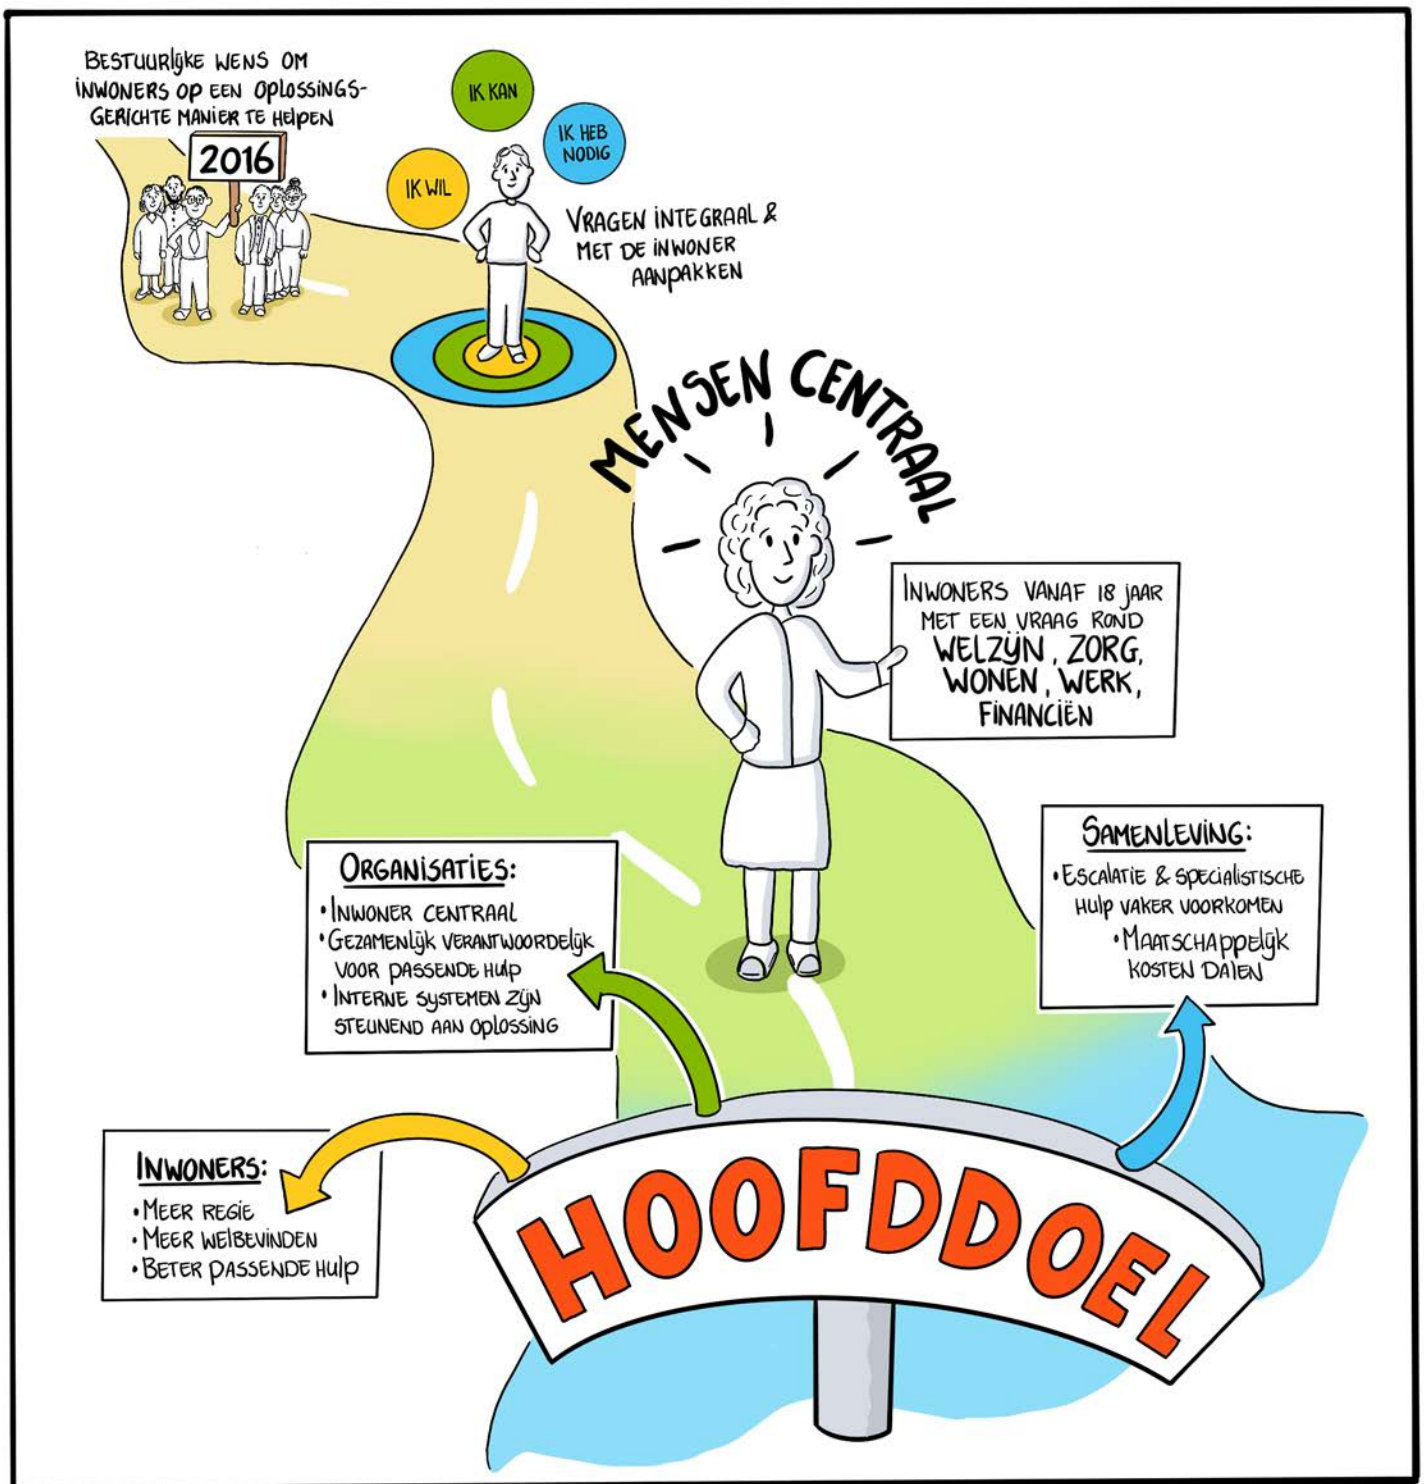 BESTUURLIJKE WENS OM
INWONERS OP EEN OPLOSSINGS-
GERICHTE MANIER TE HELPEN
2016
IK KAN
IK HEB
NODIG
IK WIL
VRAGEN INTEGRAAL &
MET DE INWONER
AANPAKKEN
MENSEN CENTRAAL
INWONERS VANAF 18 JAAR
MET EEN VRAAG ROND
WELZIJN, ZORG,
WONEN, WERK,
FINANCIËN
ORGANISATIES:
• INWONER CENTRAAL
• GEZAMENLIJK VERANTWOORDELIJK
VOOR PASSENDE HULP
• INTERNE SYSTEMEN ZIJN
STEUNEND AAN OPLOSSING
SAMENLEVING:
• ESCALATIE & SPECIALISTISCHE
HULP VAKER VOORKOMEN
• MAATSCHAPPELIJK
KOSTEN DALEN
INWONERS:
• MEER REGIE
• MEER WELBEVINDEN
• BETER PASSENDE HULP
HOOFDDOEL